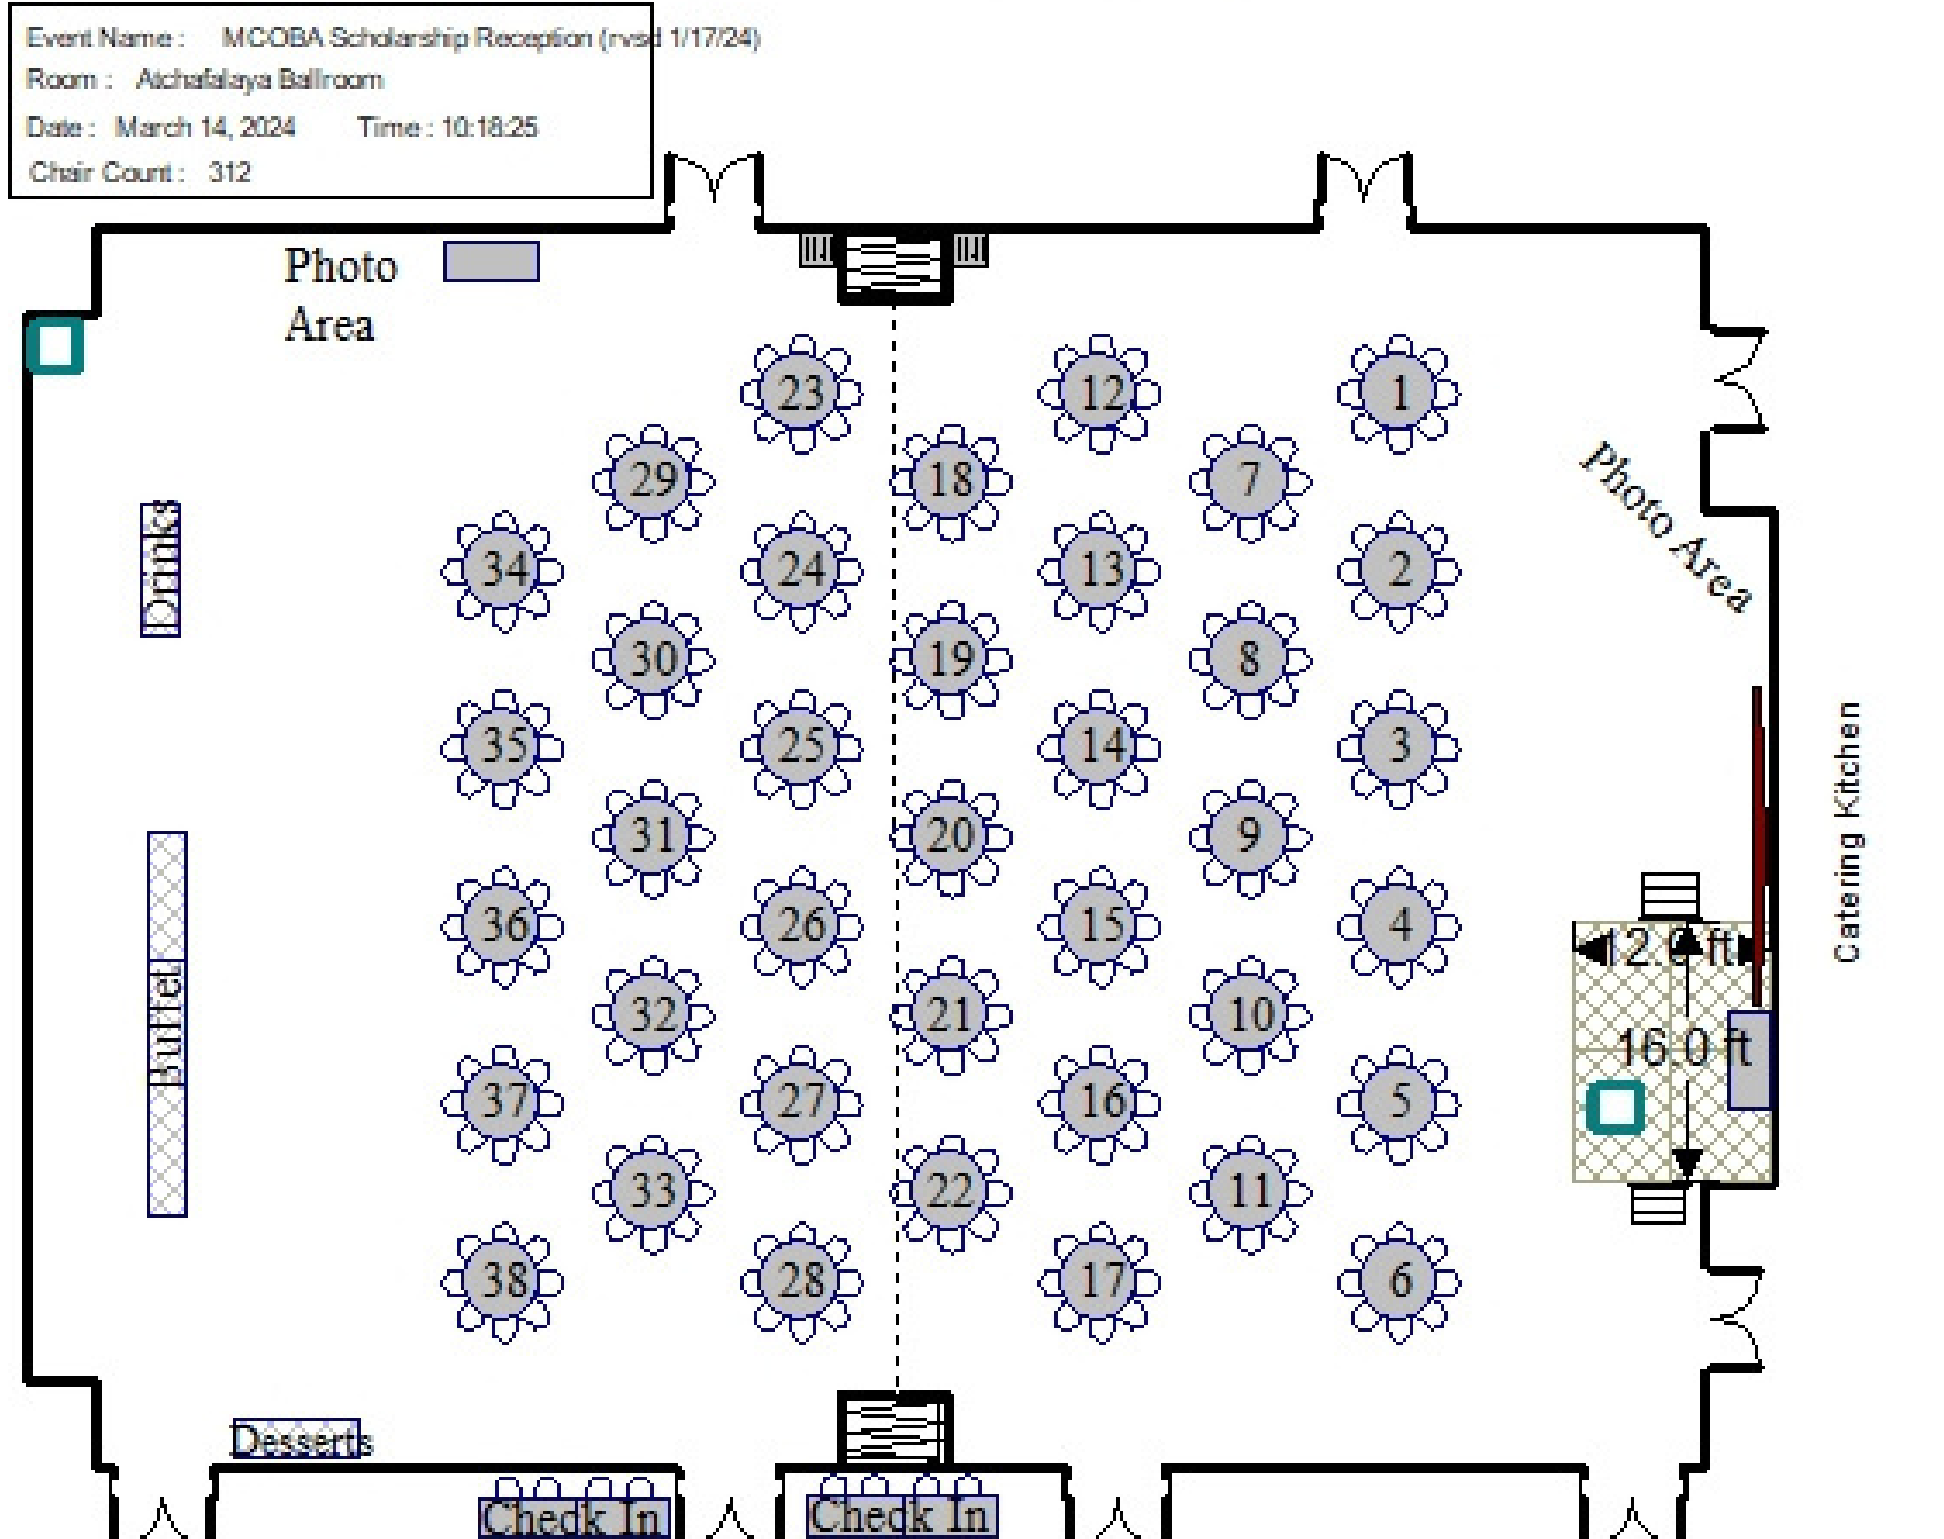 Event Name : MCOBA Scholarship Reception (rvsd 1/17/24)
Room : Atchafalaya Ballroom
Date : March 14, 2024 Time : 10:18:25
Chair Count : 312
Photo
Area
23 12 1
29 18 7
34 24 13 2
30 19 8
35 25 14 3
31 20 9
36 26 15 4
32 21 10
37 27 16 5
33 22 11
38 28 17 6
Photo Area
Drinks
Buffet
Catering Kitchen
12.0 ft
16.0 ft
Desserts
Check In
Check In